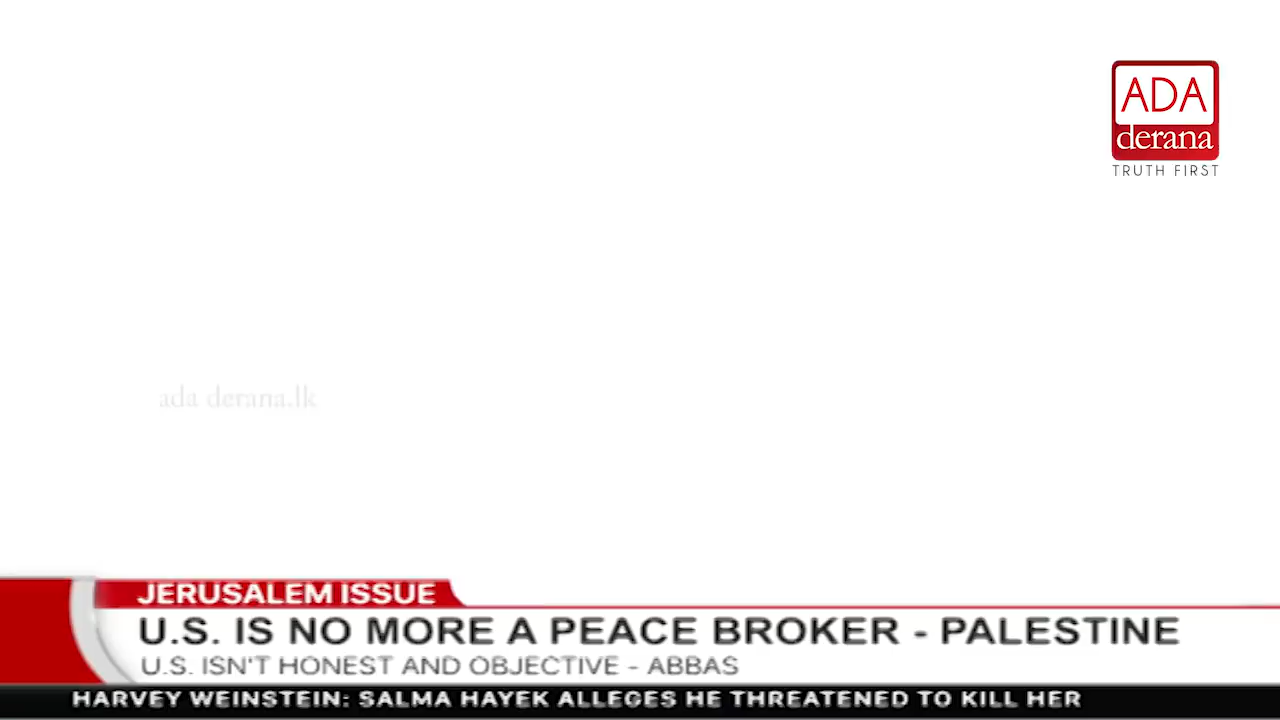 ADA
derana
TRUTH FIRST
ada derana.lk
JERUSALEM ISSUE
U.S. IS NO MORE A PEACE BROKER - PALESTINE
U.S. ISN'T HONEST AND OBJECTIVE - ABBAS
HARVEY WEINSTEIN: SALMA HAYEK ALLEGES HE THREATENED TO KILL HER